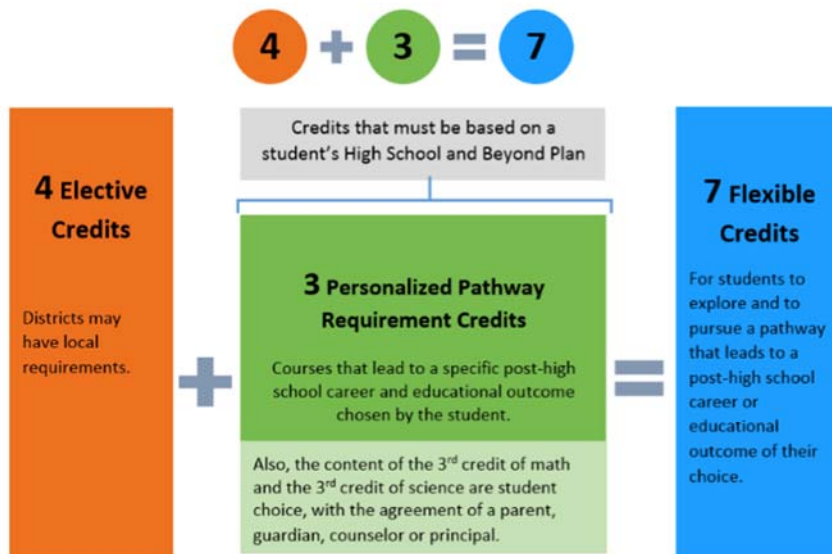 4 + 3 = 7
Credits that must be based on a
student's High School and Beyond Plan
4 Elective
Credits
Districts may
have local
requirements.
+
3 Personalized Pathway
Requirement Credits
Courses that lead to a specific post-high
school career and educational outcome
chosen by the student.
Also, the content of the 3rd credit of math
and the 3rd credit of science are student
choice, with the agreement of a parent,
guardian, counselor or principal.
=
7 Flexible
Credits
For students to
explore and to
pursue a pathway
that leads to a
post-high school
career or
educational
outcome of their
choice.